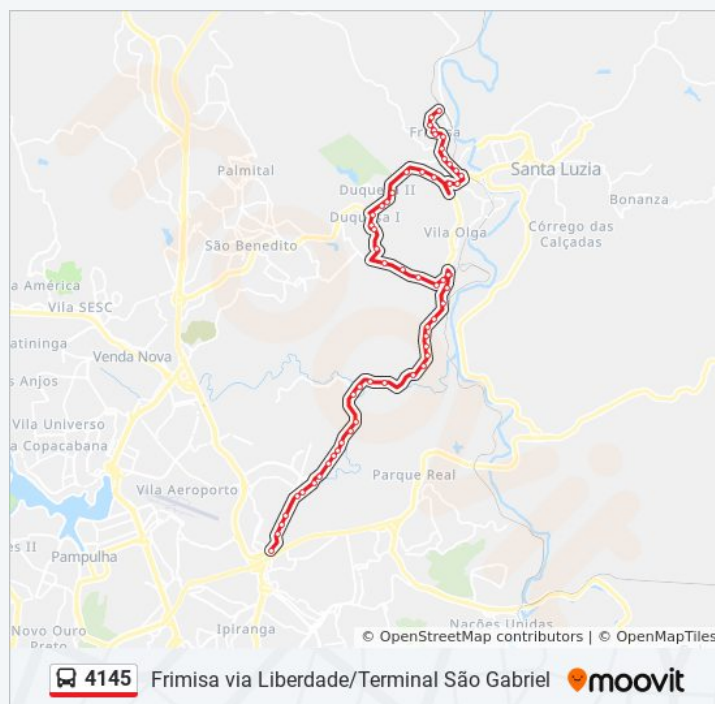 Frimisa
Palmital
Santa Luzia
Duquesa II
Bonanza
Duquesa I
São Benedito
Vila Olga
Córrego das
Calçadas
a América
Vila SESC
atininga
Venda Nova
s Anjos
Vila Universo
a Copacabana
Parque Real
Vila Aeroporto
es II
Pampulha
Nações Unidas
Novo Ouro
Preto
Ipiranga
© OpenStreetMap contributors | © OpenMapTiles
4145 Frimisa via Liberdade/Terminal São Gabriel moovit